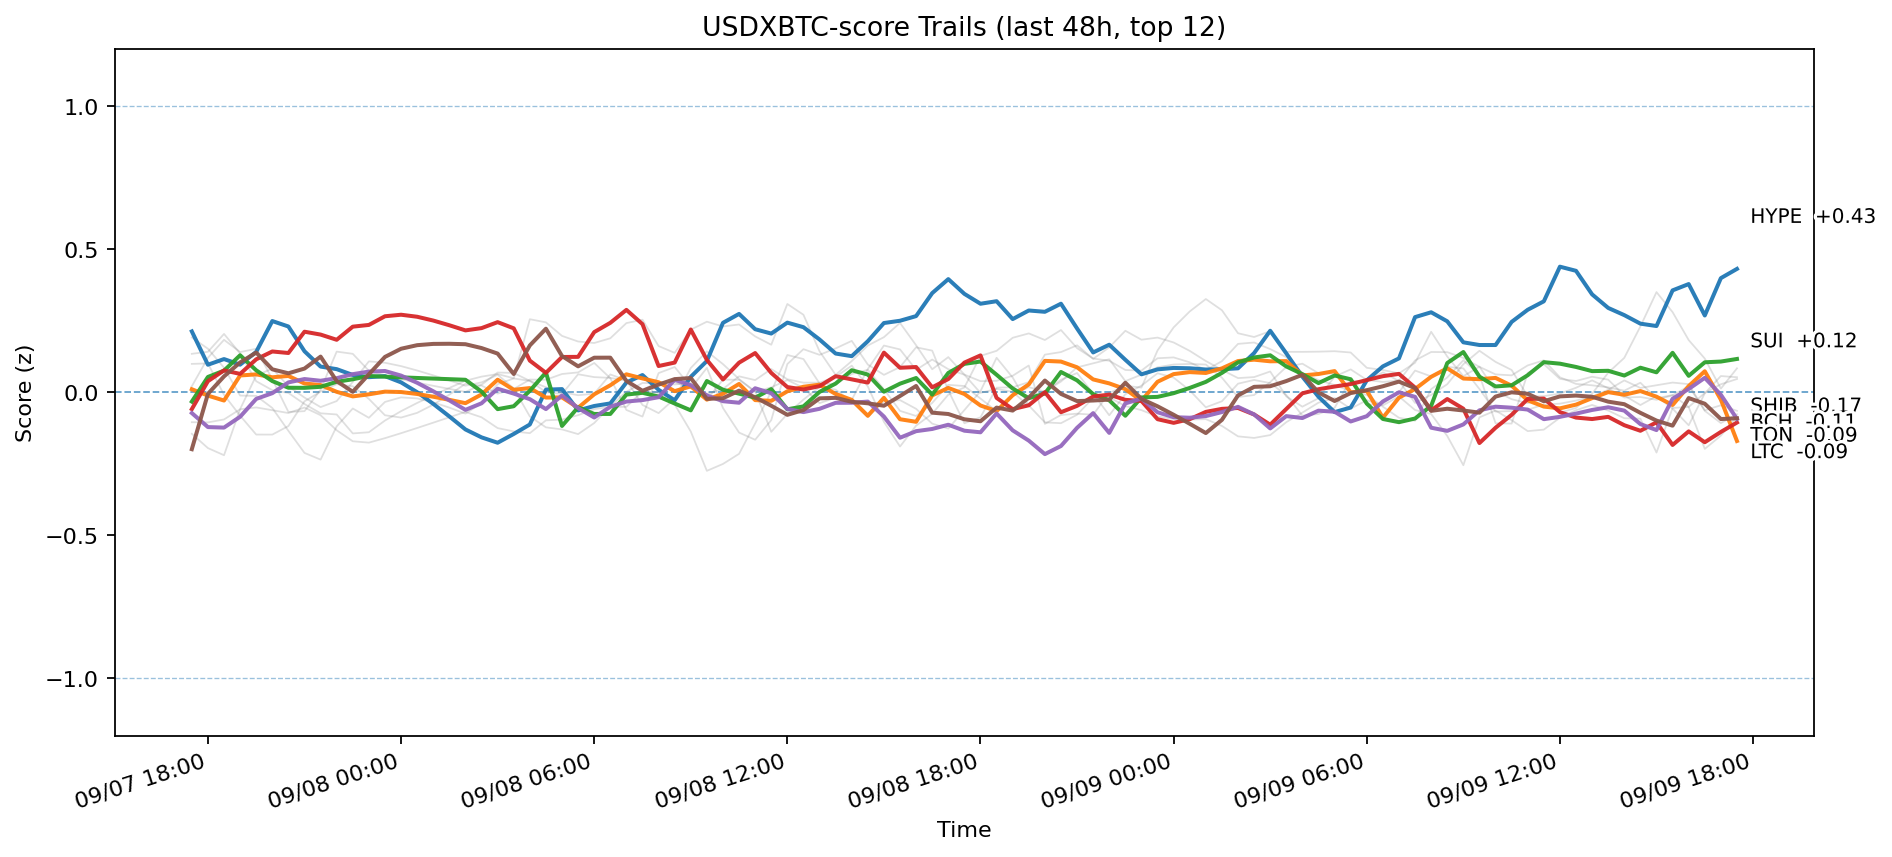 USDXBTC-score Trails (last 48h, top 12)
Score (z)
1.0
0.5
0.0
−0.5
−1.0
HYPE +0.43
SUI +0.12
SHIB -0.17
BCH -0.11
TON -0.09
LTC -0.09
09/07 18:00
09/08 00:00
09/08 06:00
09/08 12:00
09/08 18:00
09/09 00:00
09/09 06:00
09/09 12:00
09/09 18:00
Time